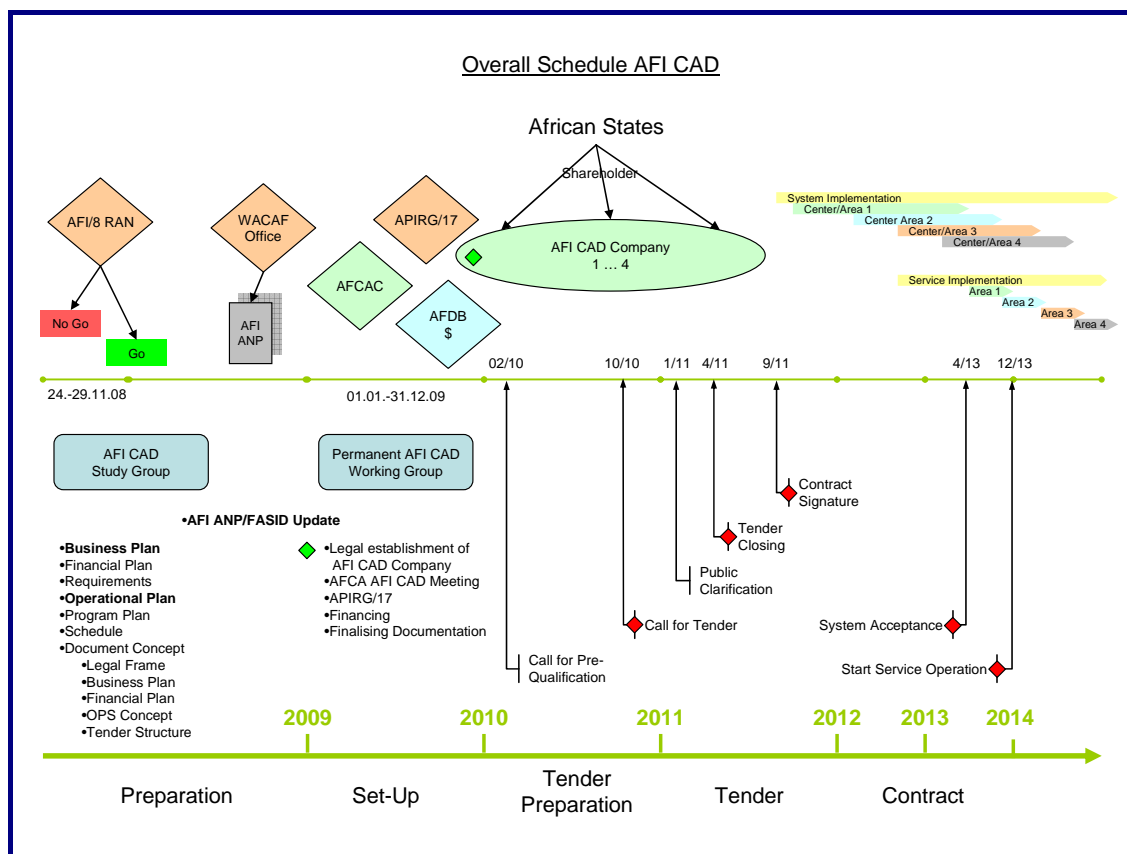 Overall Schedule AFI CAD
African States
Shareholder
AFI/8 RAN
WACAF
Office
APIRG/17
AFCAC
AFDB
$
AFI CAD Company
1 … 4
No Go
Go
AFI
ANP
System Implementation
Center/Area 1
Center Area 2
Center/Area 3
Center/Area 4
Service Implementation
Area 1
Area 2
Area 3
Area 4
02/10
10/10
1/11
4/11
9/11
4/13
12/13
24.-29.11.08
01.01.-31.12.09
AFI CAD
Study Group
Permanent AFI CAD
Working Group
•AFI ANP/FASID Update
•Business Plan
•Financial Plan
•Requirements
•Operational Plan
•Program Plan
•Schedule
•Document Concept
•Legal Frame
•Business Plan
•Financial Plan
•OPS Concept
•Tender Structure
•Legal establishment of
AFI CAD Company
•AFCA AFI CAD Meeting
•APIRG/17
•Financing
•Finalising Documentation
Contract
Signature
Tender
Closing
Public
Clarification
Call for Tender
Call for Pre-
Qualification
System Acceptance
Start Service Operation
2009
2010
2011
2012
2013
2014
Preparation
Set-Up
Tender
Preparation
Tender
Contract